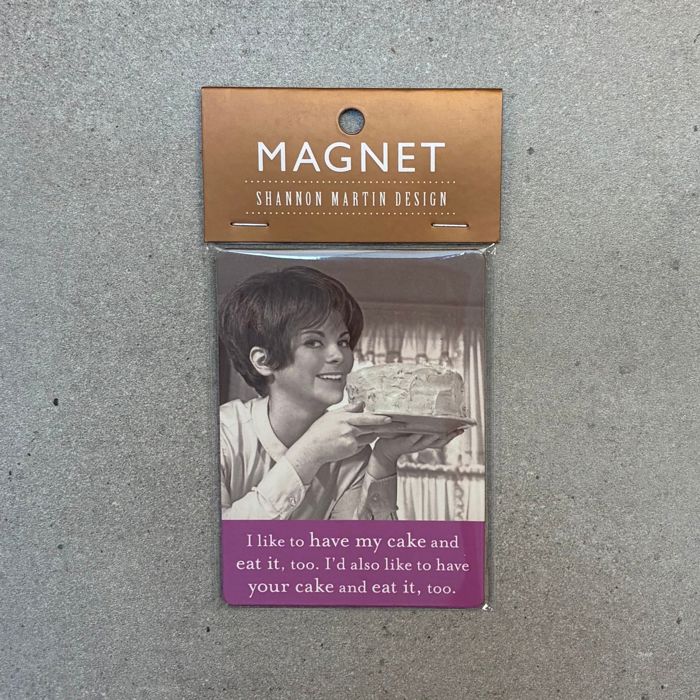 MAGNET
SHANNON MARTIN DESIGN
I like to have my cake and
eat it, too. I'd also like to have
your cake and eat it, too.